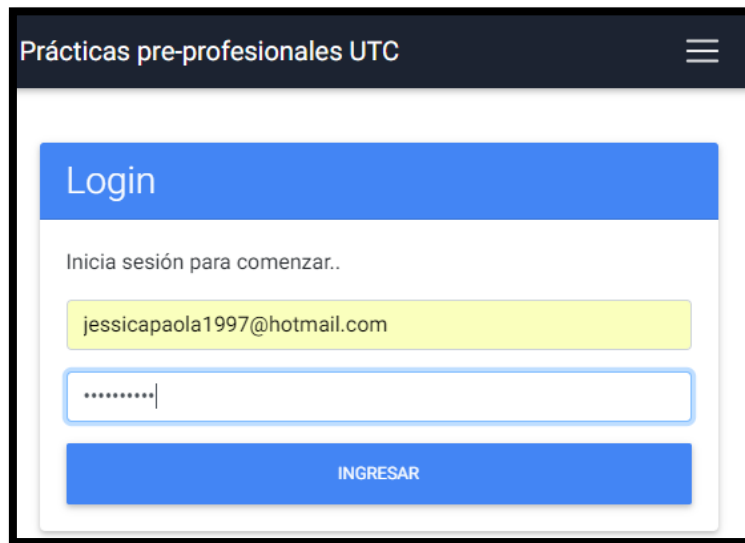 Prácticas pre-profesionales UTC
Login
Inicia sesión para comenzar..
jessicapaola1997@hotmail.com
••••••••••
INGRESAR